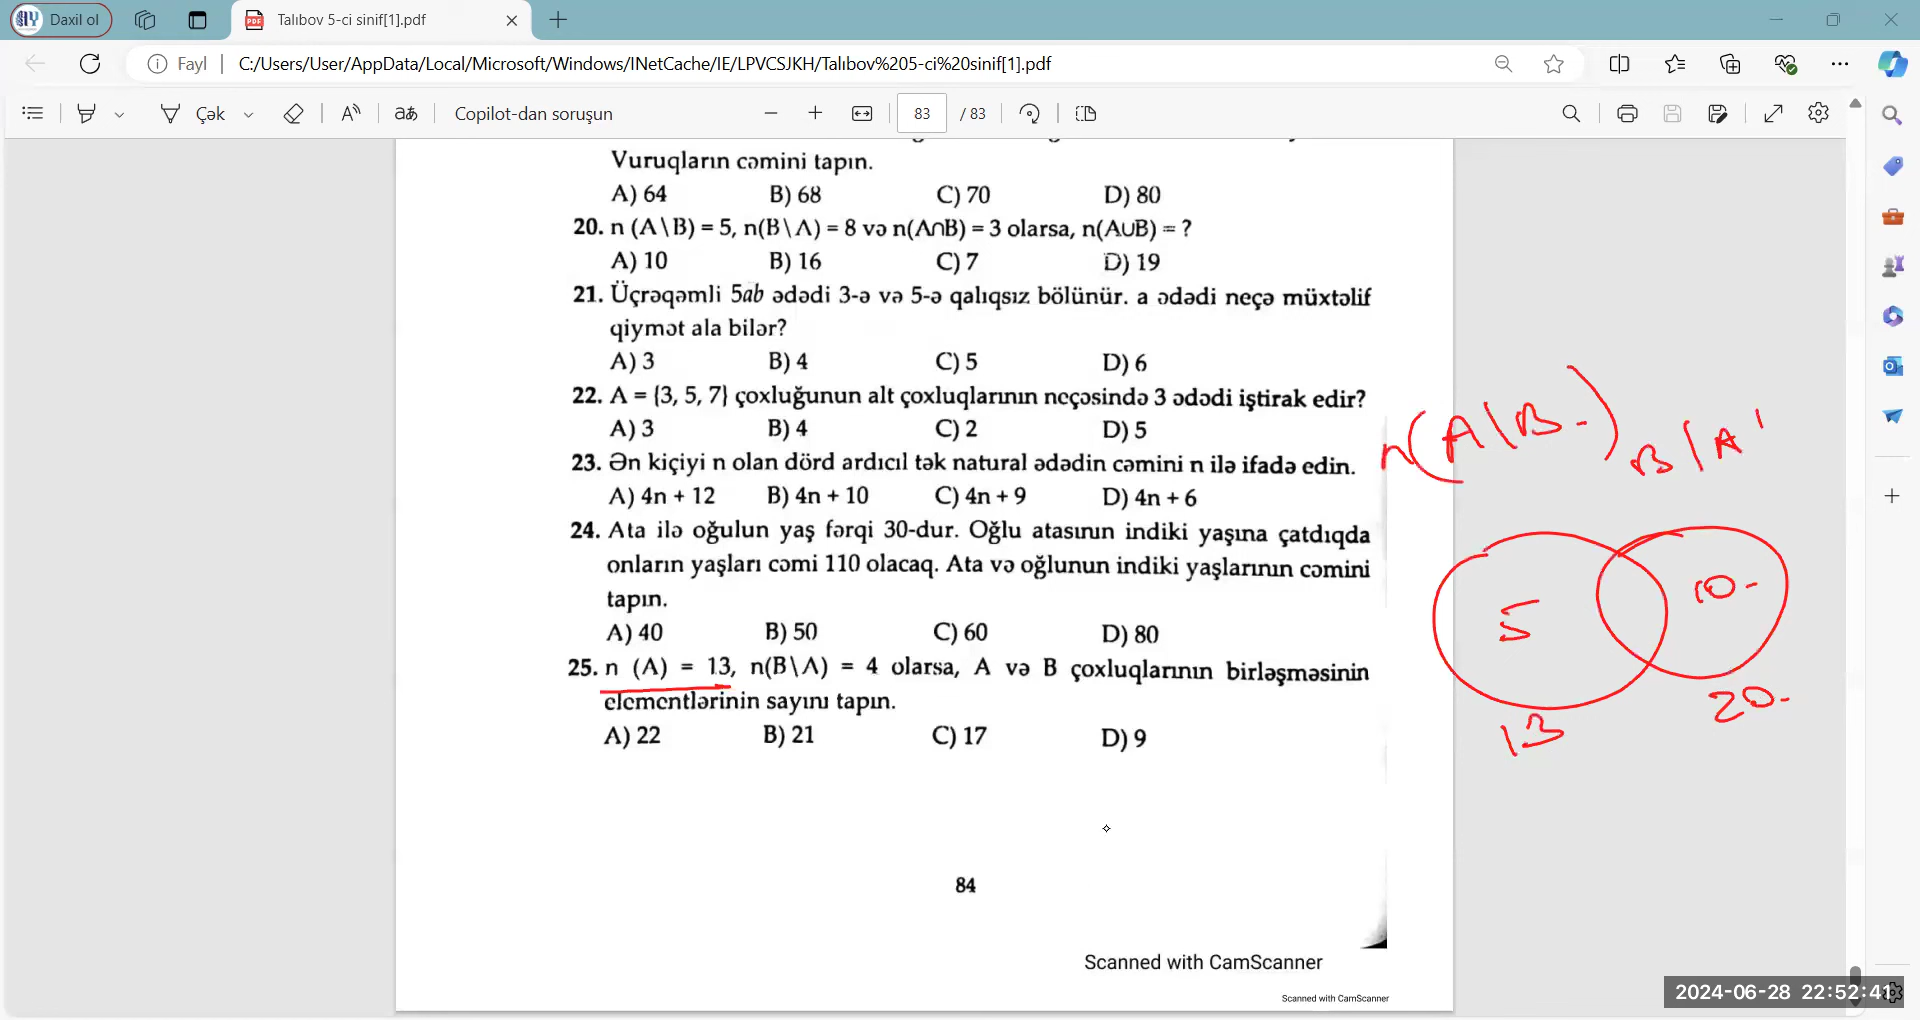 Daxil ol
Talıbov 5-ci sinif[1].pdf
Fayl
C:/Users/User/AppData/Local/Microsoft/Windows/INetCache/IE/LPVCSJKH/Talıbov%205-ci%20sinif[1].pdf
Çək
aあ
Copilot-dan soruşun
83 / 83
Vuruqların cəmini tapın.
A) 64 B) 68 C) 70 D) 80
20. n (A\B) = 5, n(B\A) = 8 və n(A∩B) = 3 olarsa, n(A∪B) = ?
A) 10 B) 16 C) 7 D) 19
21. Üçrəqəmli 5ab ədədi 3-ə və 5-ə qalıqsız bölünür. a ədədi neçə müxtəlif
qiymət ala bilər?
A) 3 B) 4 C) 5 D) 6
22. A = {3, 5, 7} çoxluğunun alt çoxluqlarının neçəsində 3 ədədi iştirak edir?
A) 3 B) 4 C) 2 D) 5
23. Ən kiçiyi n olan dörd ardıcıl tək natural ədədin cəmini n ilə ifadə edin.
A) 4n + 12 B) 4n + 10 C) 4n + 9 D) 4n + 6
24. Ata ilə oğulun yaş fərqi 30-dur. Oğlu atasının indiki yaşına çatdıqda
onların yaşları cəmi 110 olacaq. Ata və oğlunun indiki yaşlarının cəmini
tapın.
A) 40 B) 50 C) 60 D) 80
25. n (A) = 13, n(B\A) = 4 olarsa, A və B çoxluqlarının birləşməsinin
elementlərinin sayını tapın.
A) 22 B) 21 C) 17 D) 9
n(A\B-) B/A'
5 10-
13 20-
84
Scanned with CamScanner
Scanned with CamScanner
2024-06-28 22:52:41